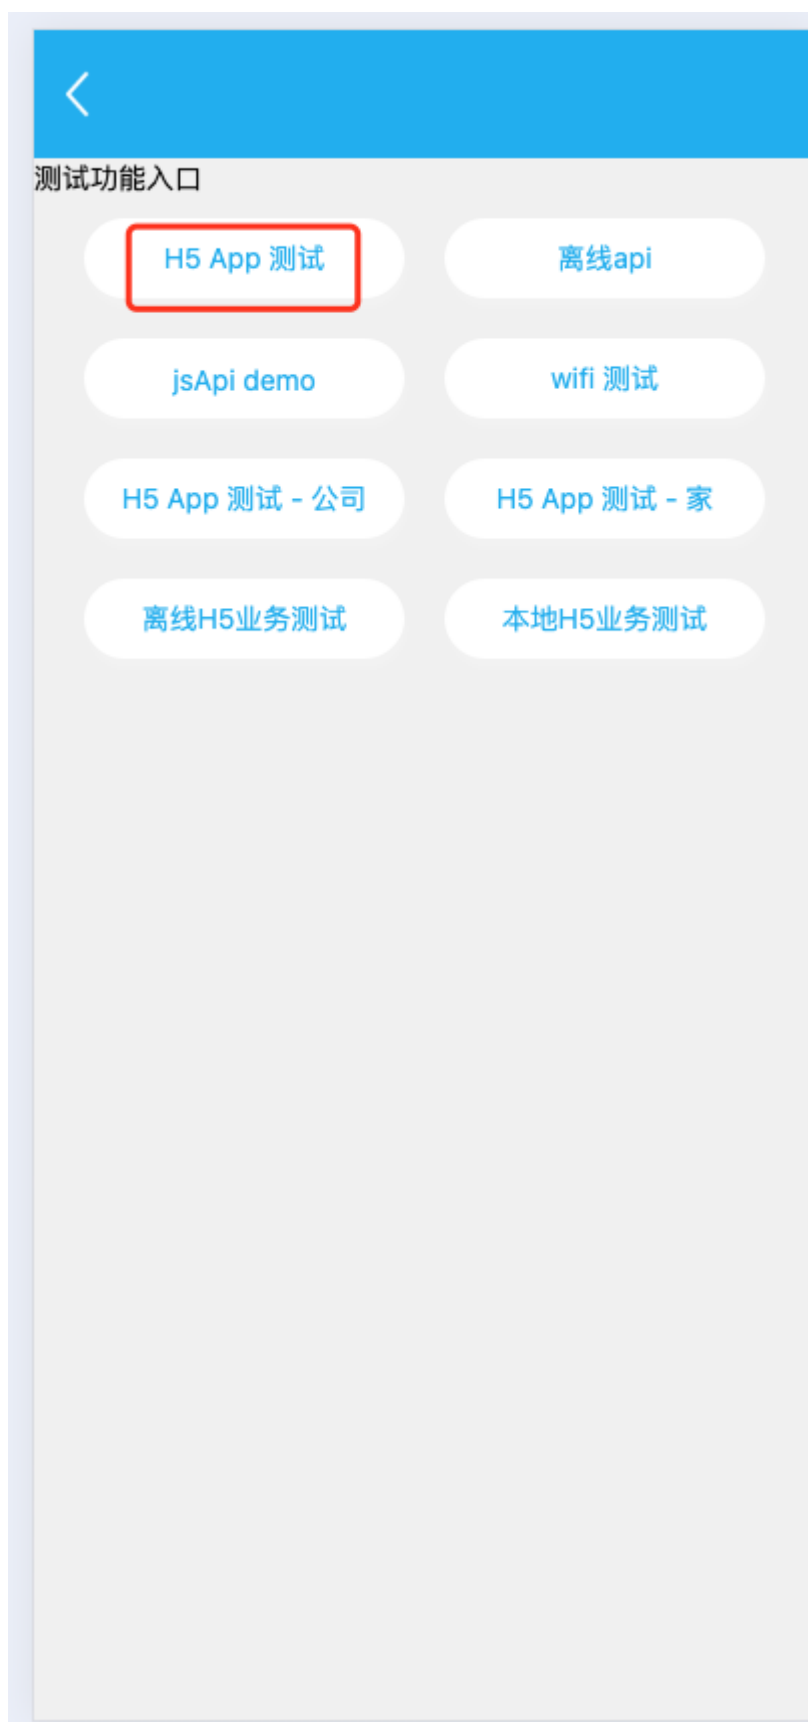 测试功能入口
H5 App 测试
离线api
jsApi demo
wifi 测试
H5 App 测试 - 公司
H5 App 测试 - 家
离线H5业务测试
本地H5业务测试